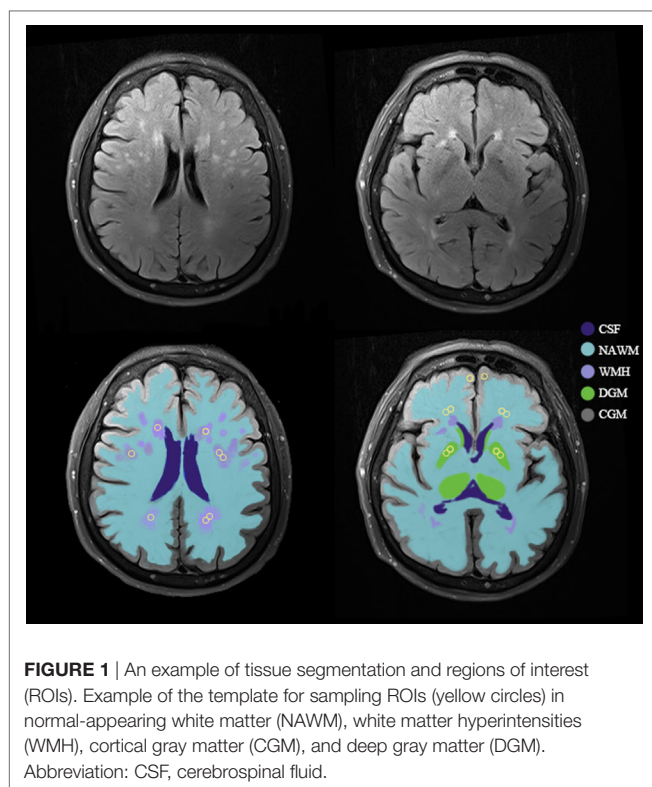 CSF
NAWM
WMH
DGM
CGM
FIGURE 1 | An example of tissue segmentation and regions of interest
(ROIs). Example of the template for sampling ROIs (yellow circles) in
normal-appearing white matter (NAWM), white matter hyperintensities
(WMH), cortical gray matter (CGM), and deep gray matter (DGM).
Abbreviation: CSF, cerebrospinal fluid.